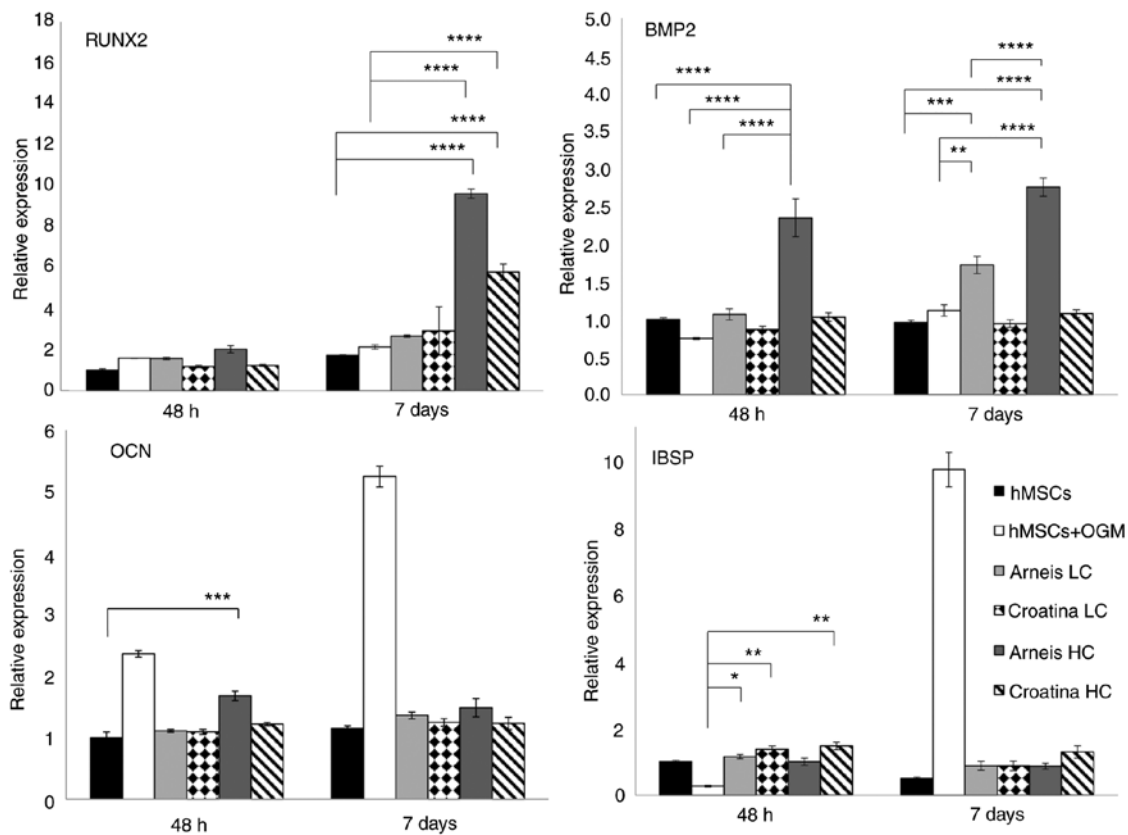 RUNX2
Relative expression
18
16
14
12
10
8
6
4
2
0
****
****
****
****
48 h
7 days
BMP2
Relative expression
5.0
4.5
4.0
3.5
3.0
2.5
2.0
1.5
1.0
0.5
0.0
****
****
****
****
****
***
****
**
48 h
7 days
OCN
Relative expression
6
5
4
3
2
1
0
***
48 h
7 days
IBSP
Relative expression
10
8
6
4
2
0
**
**
*
48 h
7 days
hMSCs
hMSCs+OGM
Arneis LC
Croatina LC
Arneis HC
Croatina HC